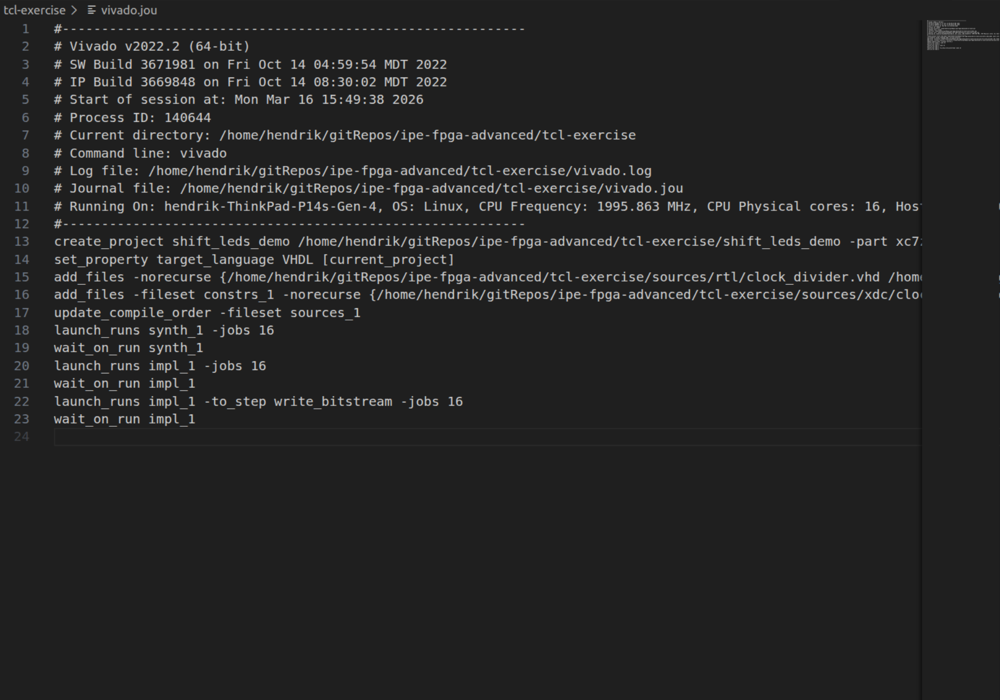 tcl-exercise > vivado.jou
1 #-----------------------------------------------------------
2 # Vivado v2022.2 (64-bit)
3 # SW Build 3671981 on Fri Oct 14 04:59:54 MDT 2022
4 # IP Build 3669848 on Fri Oct 14 08:30:02 MDT 2022
5 # Start of session at: Mon Mar 16 15:49:38 2026
6 # Process ID: 140644
7 # Current directory: /home/hendrik/gitRepos/ipe-fpga-advanced/tcl-exercise
8 # Command line: vivado
9 # Log file: /home/hendrik/gitRepos/ipe-fpga-advanced/tcl-exercise/vivado.log
10 # Journal file: /home/hendrik/gitRepos/ipe-fpga-advanced/tcl-exercise/vivado.jou
11 # Running On: hendrik-ThinkPad-P14s-Gen-4, OS: Linux, CPU Frequency: 1995.863 MHz, CPU Physical cores: 16, Hos
12 #-----------------------------------------------------------
13 create_project shift_leds_demo /home/hendrik/gitRepos/ipe-fpga-advanced/tcl-exercise/shift_leds_demo -part xc7
14 set_property target_language VHDL [current_project]
15 add_files -norecurse {/home/hendrik/gitRepos/ipe-fpga-advanced/tcl-exercise/sources/rtl/clock_divider.vhd /hom
16 add_files -fileset constrs_1 -norecurse {/home/hendrik/gitRepos/ipe-fpga-advanced/tcl-exercise/sources/xdc/clo
17 update_compile_order -fileset sources_1
18 launch_runs synth_1 -jobs 16
19 wait_on_run synth_1
20 launch_runs impl_1 -jobs 16
21 wait_on_run impl_1
22 launch_runs impl_1 -to_step write_bitstream -jobs 16
23 wait_on_run impl_1
24